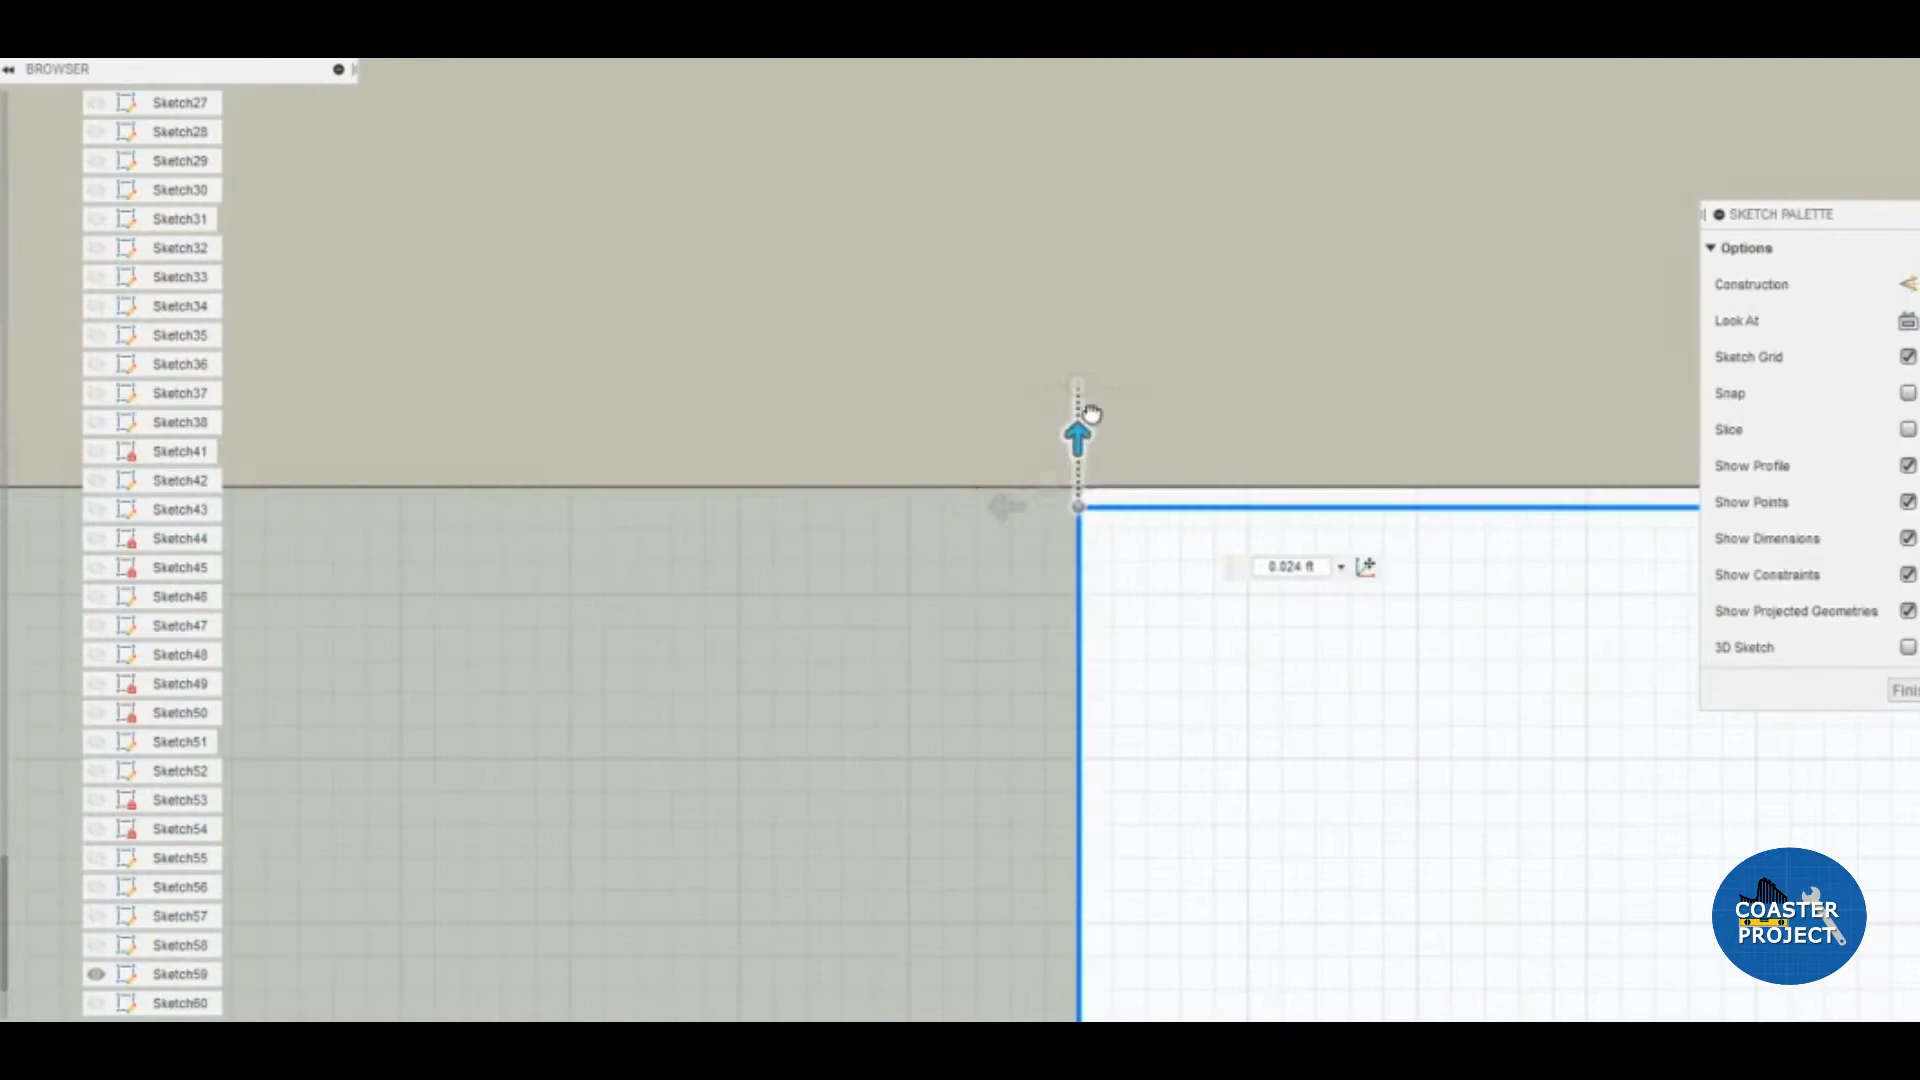 BROWSER
Sketch27
Sketch28
Sketch29
Sketch30
Sketch31
Sketch32
Sketch33
Sketch34
Sketch35
Sketch36
Sketch37
Sketch38
Sketch41
Sketch42
Sketch43
Sketch44
Sketch45
Sketch46
Sketch47
Sketch48
Sketch49
Sketch50
Sketch51
Sketch52
Sketch53
Sketch54
Sketch55
Sketch56
Sketch57
Sketch58
Sketch59
Sketch60
0.024 ft
SKETCH PALETTE
Options
Construction
Look At
Sketch Grid
Snap
Slice
Show Profile
Show Points
Show Dimensions
Show Constraints
Show Projected Geometries
3D Sketch
Finis
COASTER
PROJECT